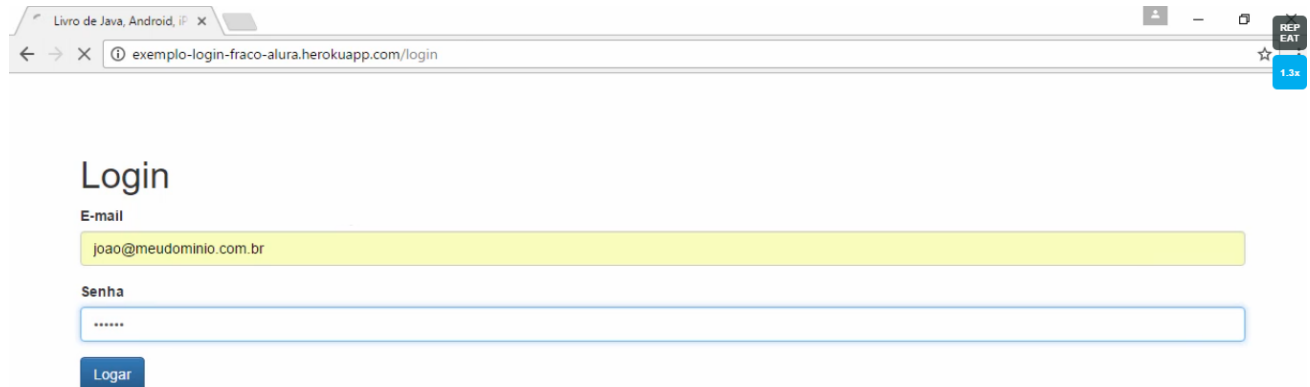 Livro de Java, Android, iP
REP
EAT
exemplo-login-fraco-alura.herokuapp.com/login
1.3x
Login
E-mail
joao@meudominio.com.br
Senha
••••••
Logar